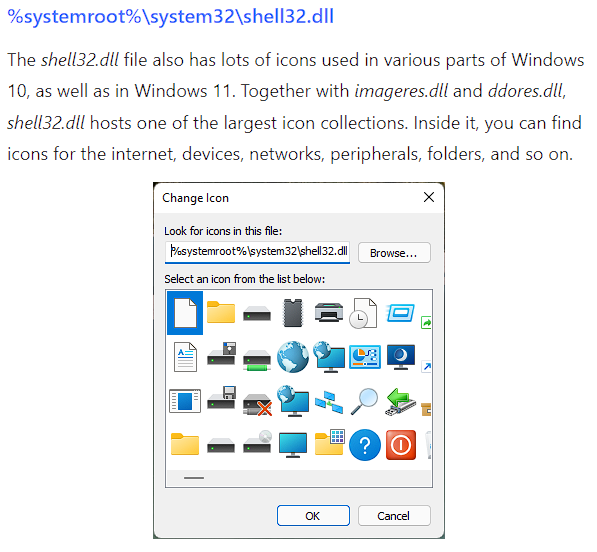 %systemroot%\system32\shell32.dll
The shell32.dll file also has lots of icons used in various parts of Windows
10, as well as in Windows 11. Together with imageres.dll and ddores.dll,
shell32.dll hosts one of the largest icon collections. Inside it, you can find
icons for the internet, devices, networks, peripherals, folders, and so on.
Change Icon
Look for icons in this file:
%systemroot%\system32\shell32.dll
Browse...
Select an icon from the list below:
OK
Cancel